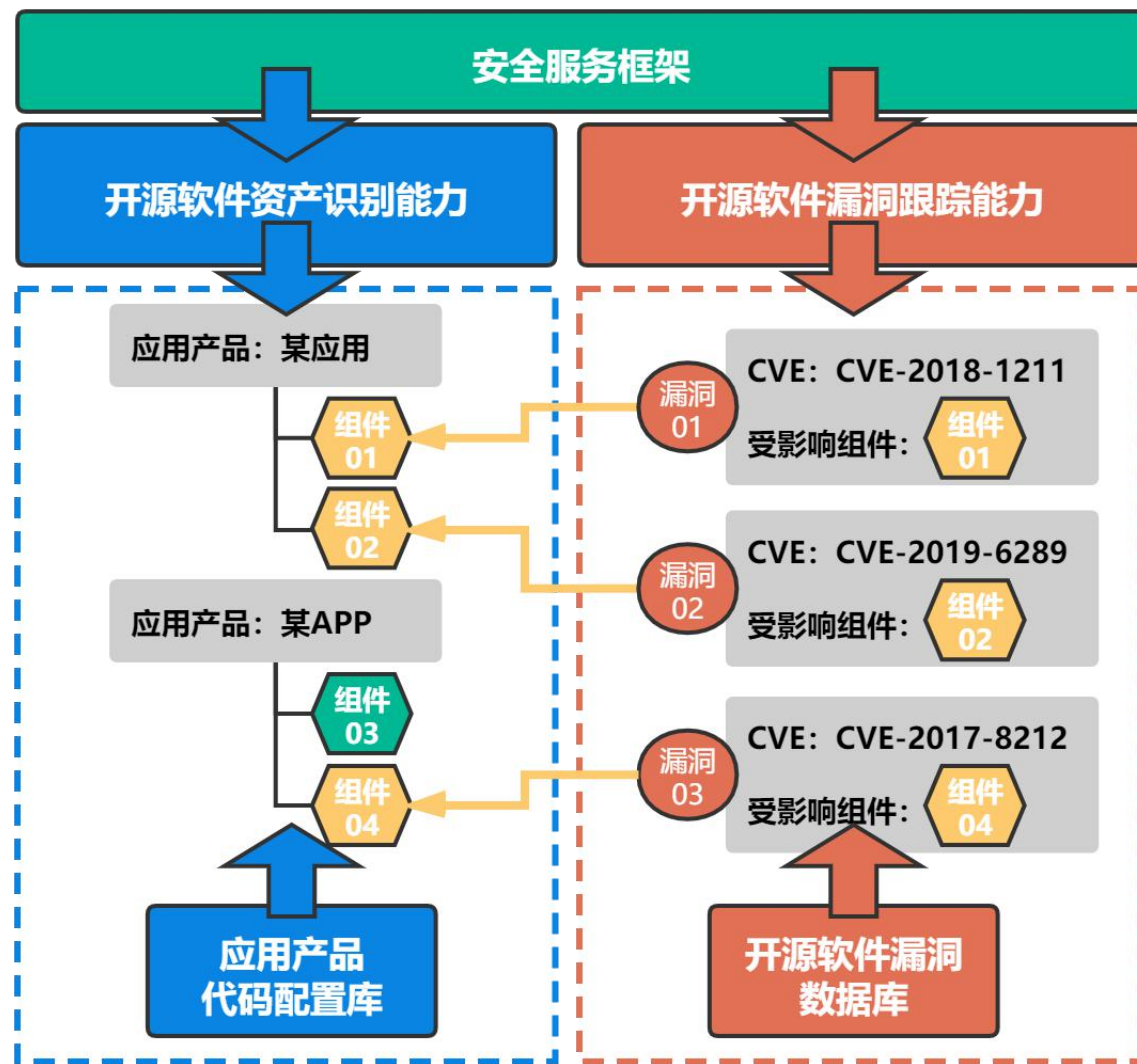 安全服务框架
开源软件资产识别能力
开源软件漏洞跟踪能力
应用产品：某应用
组件
01
组件
02
应用产品：某APP
组件
03
组件
04
应用产品
代码配置库
漏洞
01
CVE：CVE-2018-1211
受影响组件：
组件
01
漏洞
02
CVE：CVE-2019-6289
受影响组件：
组件
02
漏洞
03
CVE：CVE-2017-8212
受影响组件：
组件
04
开源软件漏洞
数据库